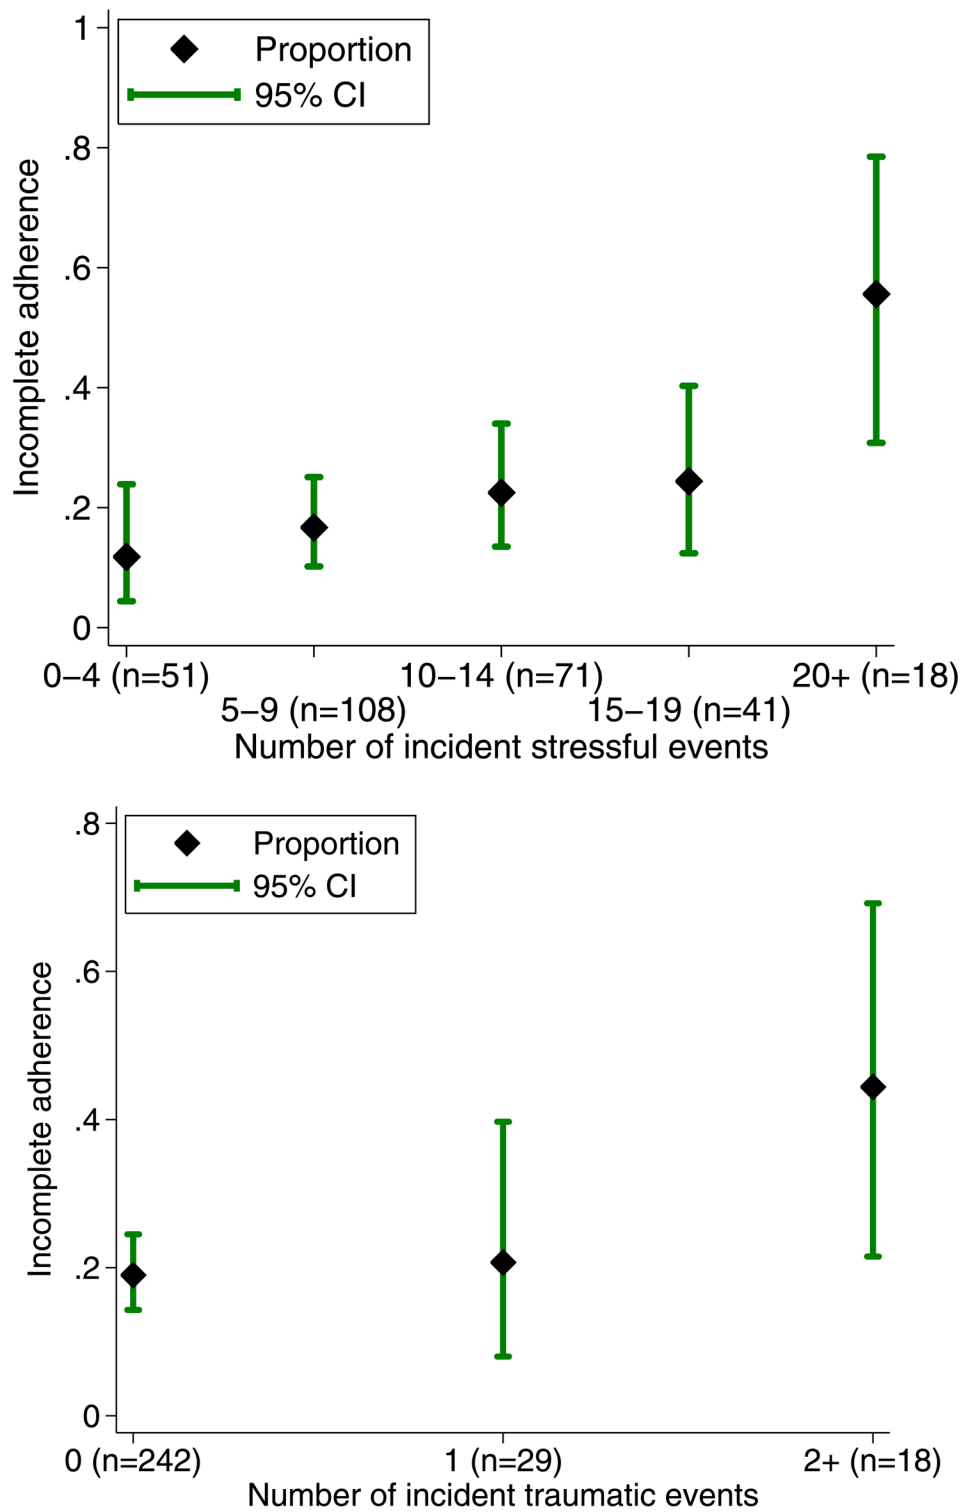 1
Proportion
95% CI
.8
.6
.4
.2
0
Incomplete adherence
0–4 (n=51)
10–14 (n=71)
20+ (n=18)
5–9 (n=108)
15–19 (n=41)
Number of incident stressful events
.8
Proportion
95% CI
.6
.4
.2
0
Incomplete adherence
0 (n=242)
1 (n=29)
2+ (n=18)
Number of incident traumatic events